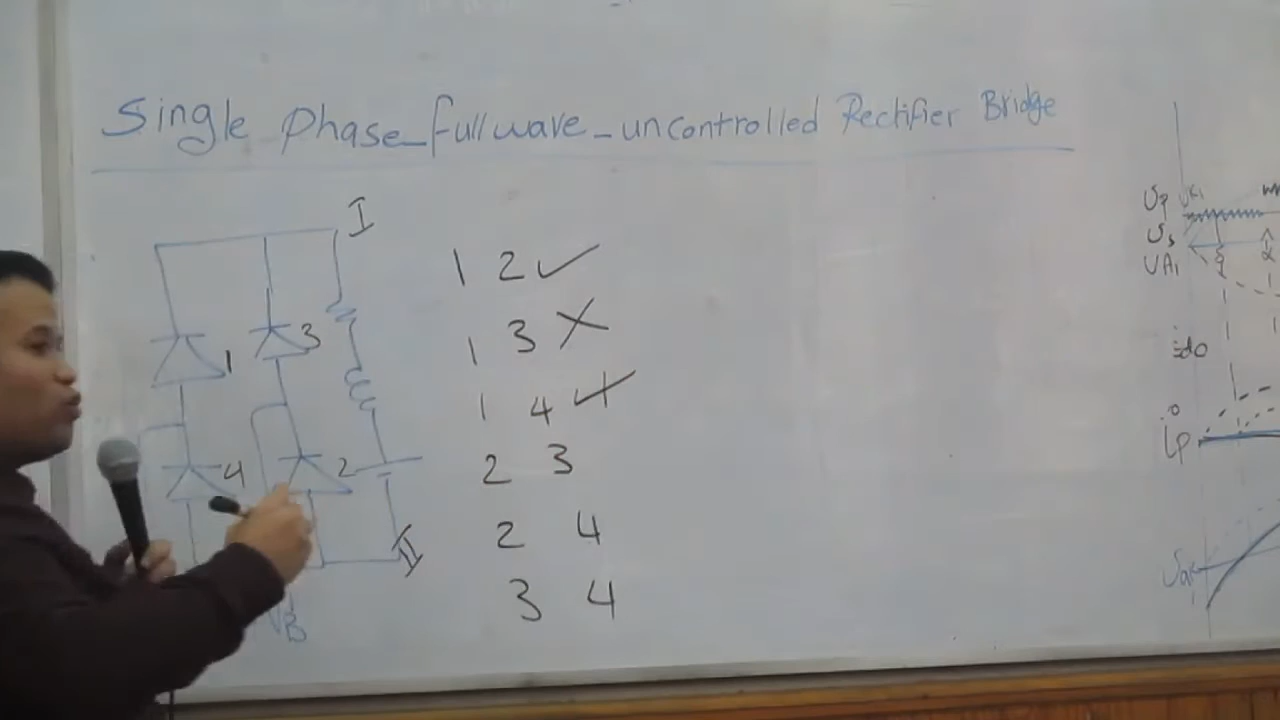 Single Phase_fullwave_uncontrolled Rectifier Bridge
I
1 2 ✓
1 3 X
1 4 ✓
2 3
2 4
3 4
3
1
4
2
II
VB